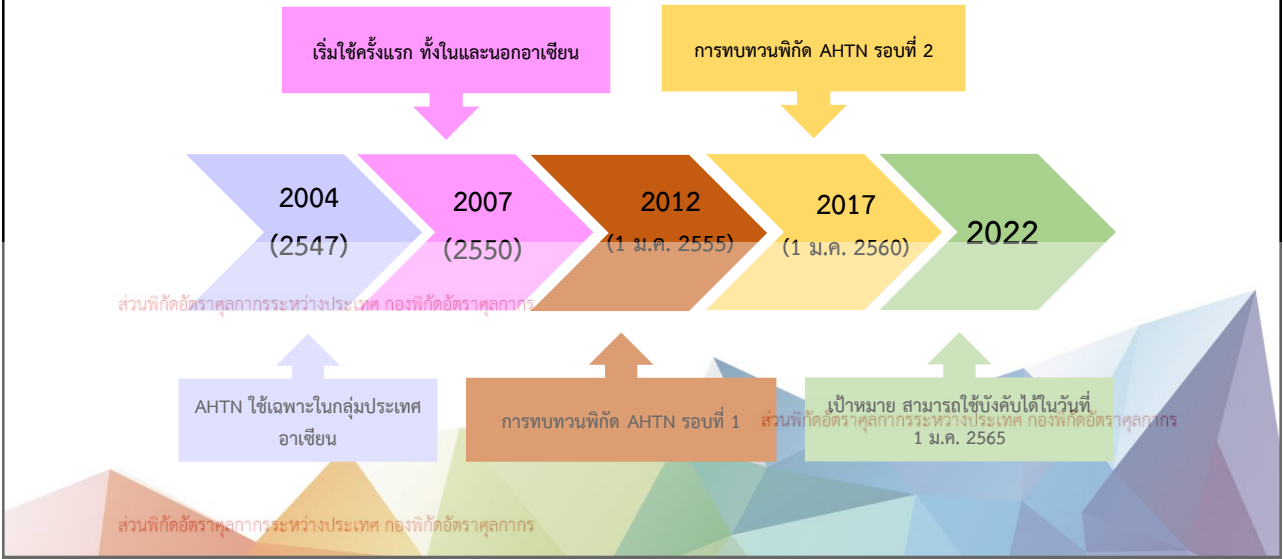 เริ่มใช้ครั้งแรก ทั้งในและนอกอาเซียน
การทบทวนพิกัด AHTN รอบที่ 2
2004
(2547)
2007
(2550)
2012
(1 ม.ค. 2555)
2017
(1 ม.ค. 2560)
2022
ส่วนพิกัดอัตราศุลกากรระหว่างประเทศ กองพิกัดอัตราศุลกากร
AHTN ใช้เฉพาะในกลุ่มประเทศ
อาเซียน
การทบทวนพิกัด AHTN รอบที่ 1
เป้าหมาย สามารถใช้บังคับได้ในวันที่
1 ม.ค. 2565
ส่วนพิกัดอัตราศุลกากรระหว่างประเทศ กองพิกัดอัตราศุลกากร
ส่วนพิกัดอัตราศุลกากรระหว่างประเทศ กองพิกัดอัตราศุลกากร